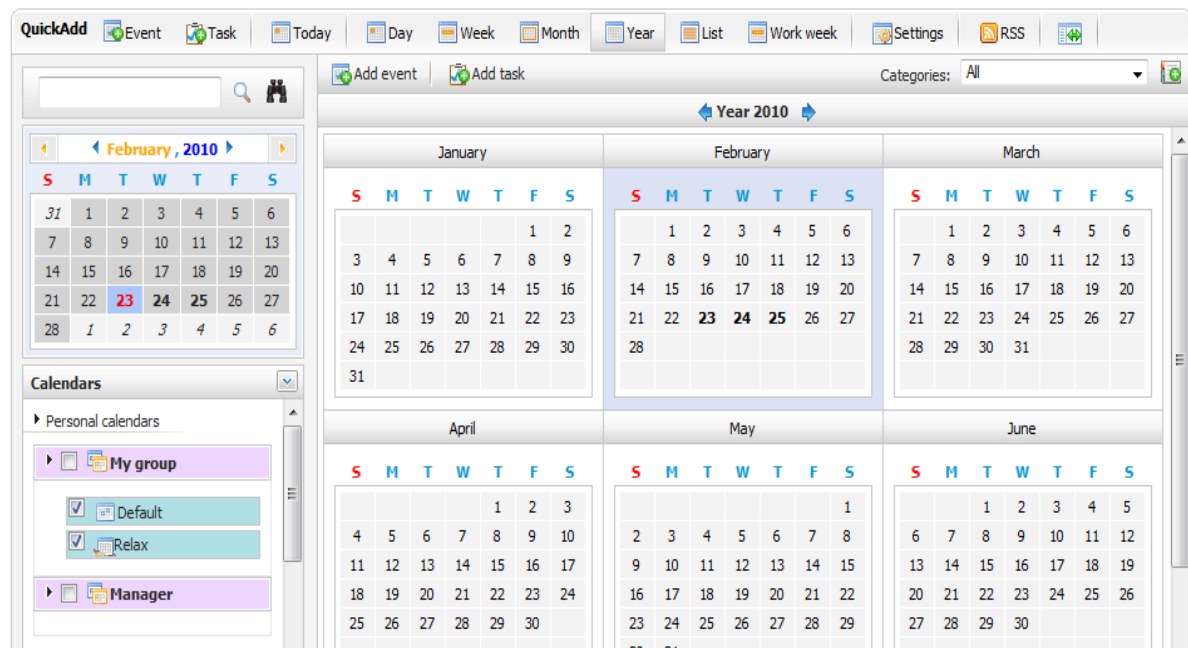 QuickAdd Event Task Today Day Week Month Year List Work week Settings RSS
Add event Add task Categories: All
Year 2010
February , 2010
S M T W T F S
31 1 2 3 4 5 6
7 8 9 10 11 12 13
14 15 16 17 18 19 20
21 22 23 24 25 26 27
28 1 2 3 4 5 6
Calendars
Personal calendars
My group
Default
Relax
Manager
January
S M T W T F S
1 2
3 4 5 6 7 8 9
10 11 12 13 14 15 16
17 18 19 20 21 22 23
24 25 26 27 28 29 30
31
February
S M T W T F S
1 2 3 4 5 6
7 8 9 10 11 12 13
14 15 16 17 18 19 20
21 22 23 24 25 26 27
28
March
S M T W T F S
1 2 3 4 5 6
7 8 9 10 11 12 13
14 15 16 17 18 19 20
21 22 23 24 25 26 27
28 29 30 31
April
S M T W T F S
1 2 3
4 5 6 7 8 9 10
11 12 13 14 15 16 17
18 19 20 21 22 23 24
25 26 27 28 29 30
May
S M T W T F S
1
2 3 4 5 6 7 8
9 10 11 12 13 14 15
16 17 18 19 20 21 22
23 24 25 26 27 28 29
June
S M T W T F S
1 2 3 4 5
6 7 8 9 10 11 12
13 14 15 16 17 18 19
20 21 22 23 24 25 26
27 28 29 30